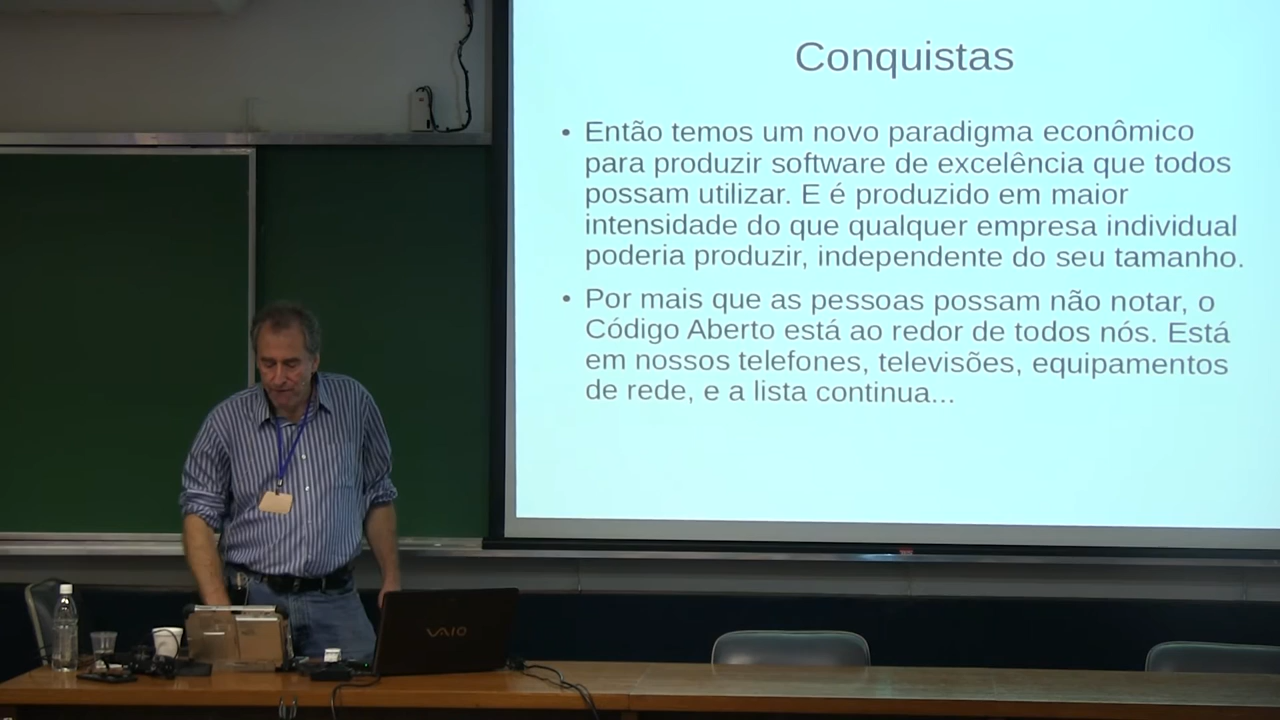 Conquistas
• Então temos um novo paradigma econômico
para produzir software de excelência que todos
possam utilizar. E é produzido em maior
intensidade do que qualquer empresa individual
poderia produzir, independente do seu tamanho.
• Por mais que as pessoas possam não notar, o
Código Aberto está ao redor de todos nós. Está
em nossos telefones, televisões, equipamentos
de rede, e a lista continua...
VAIO